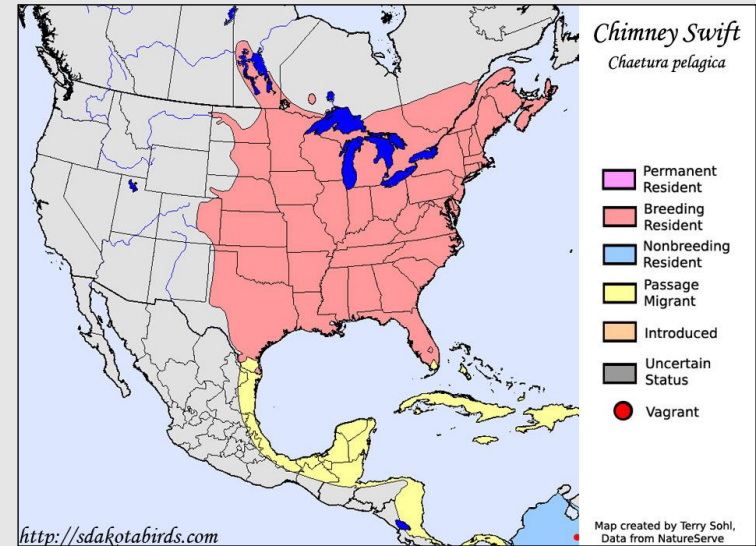 Chimney Swift
Chaetura pelagica
Permanent
Resident
Breeding
Resident
Nonbreeding
Resident
Passage
Migrant
Introduced
Uncertain
Status
Vagrant
Map created by Terry Sohl,
Data from NatureServe
http://sdakotabirds.com